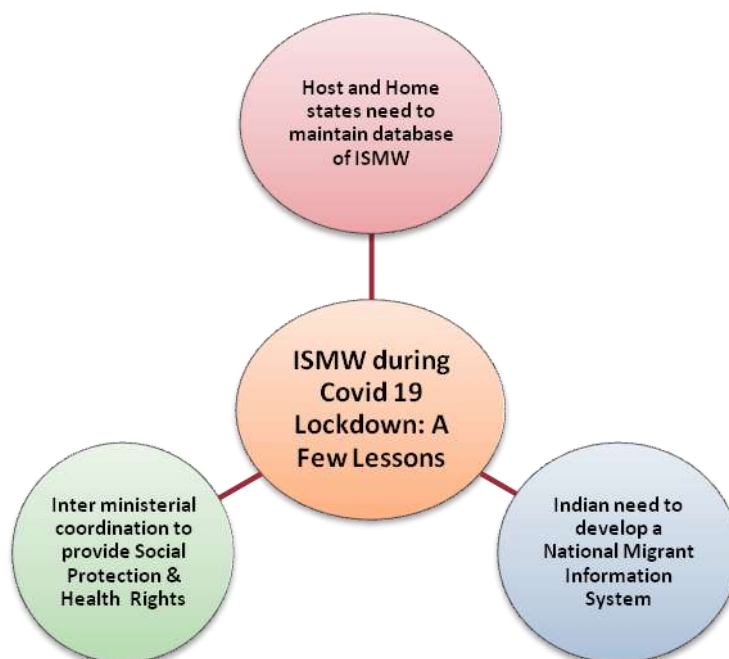 Host and Home
states need to
maintain database
of ISMW
ISMW during
Covid 19
Lockdown: A
Few Lessons
Inter ministerial
coordination to
provide Social
Protection &
Health Rights
Indian need to
develop a
National Migrant
Information
System